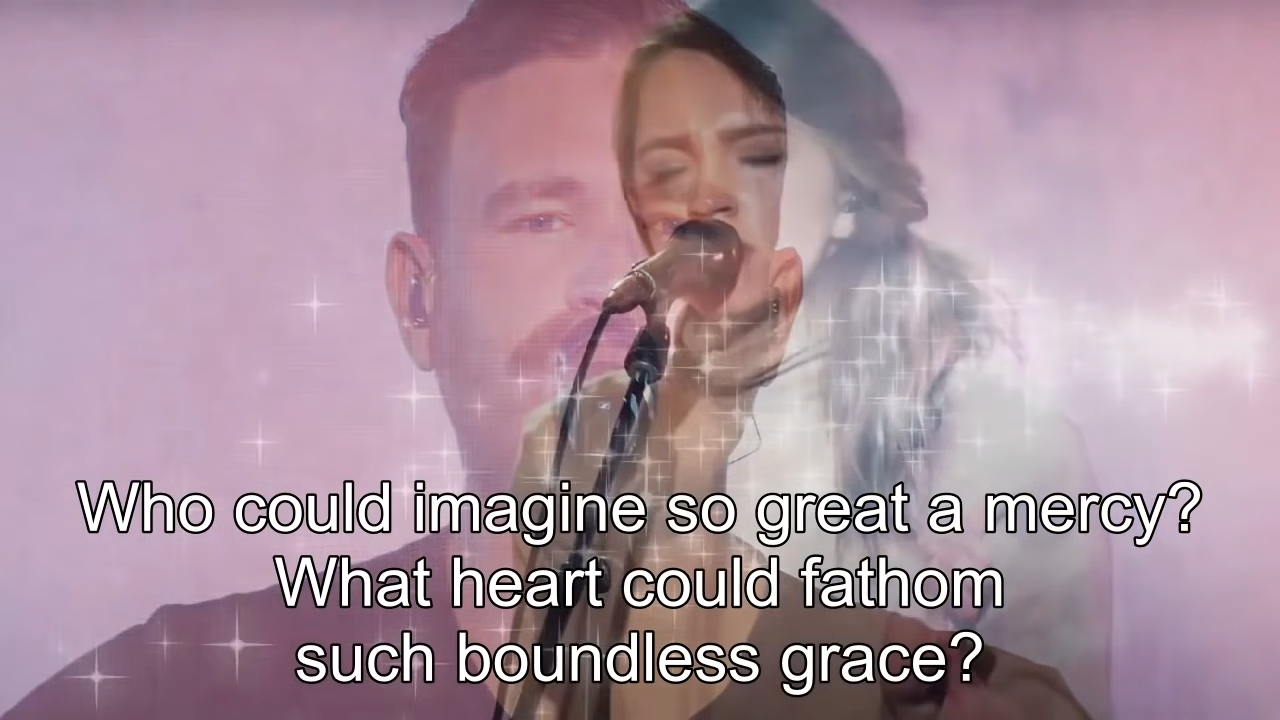 Who could imagine so great a mercy?
What heart could fathom
such boundless grace?